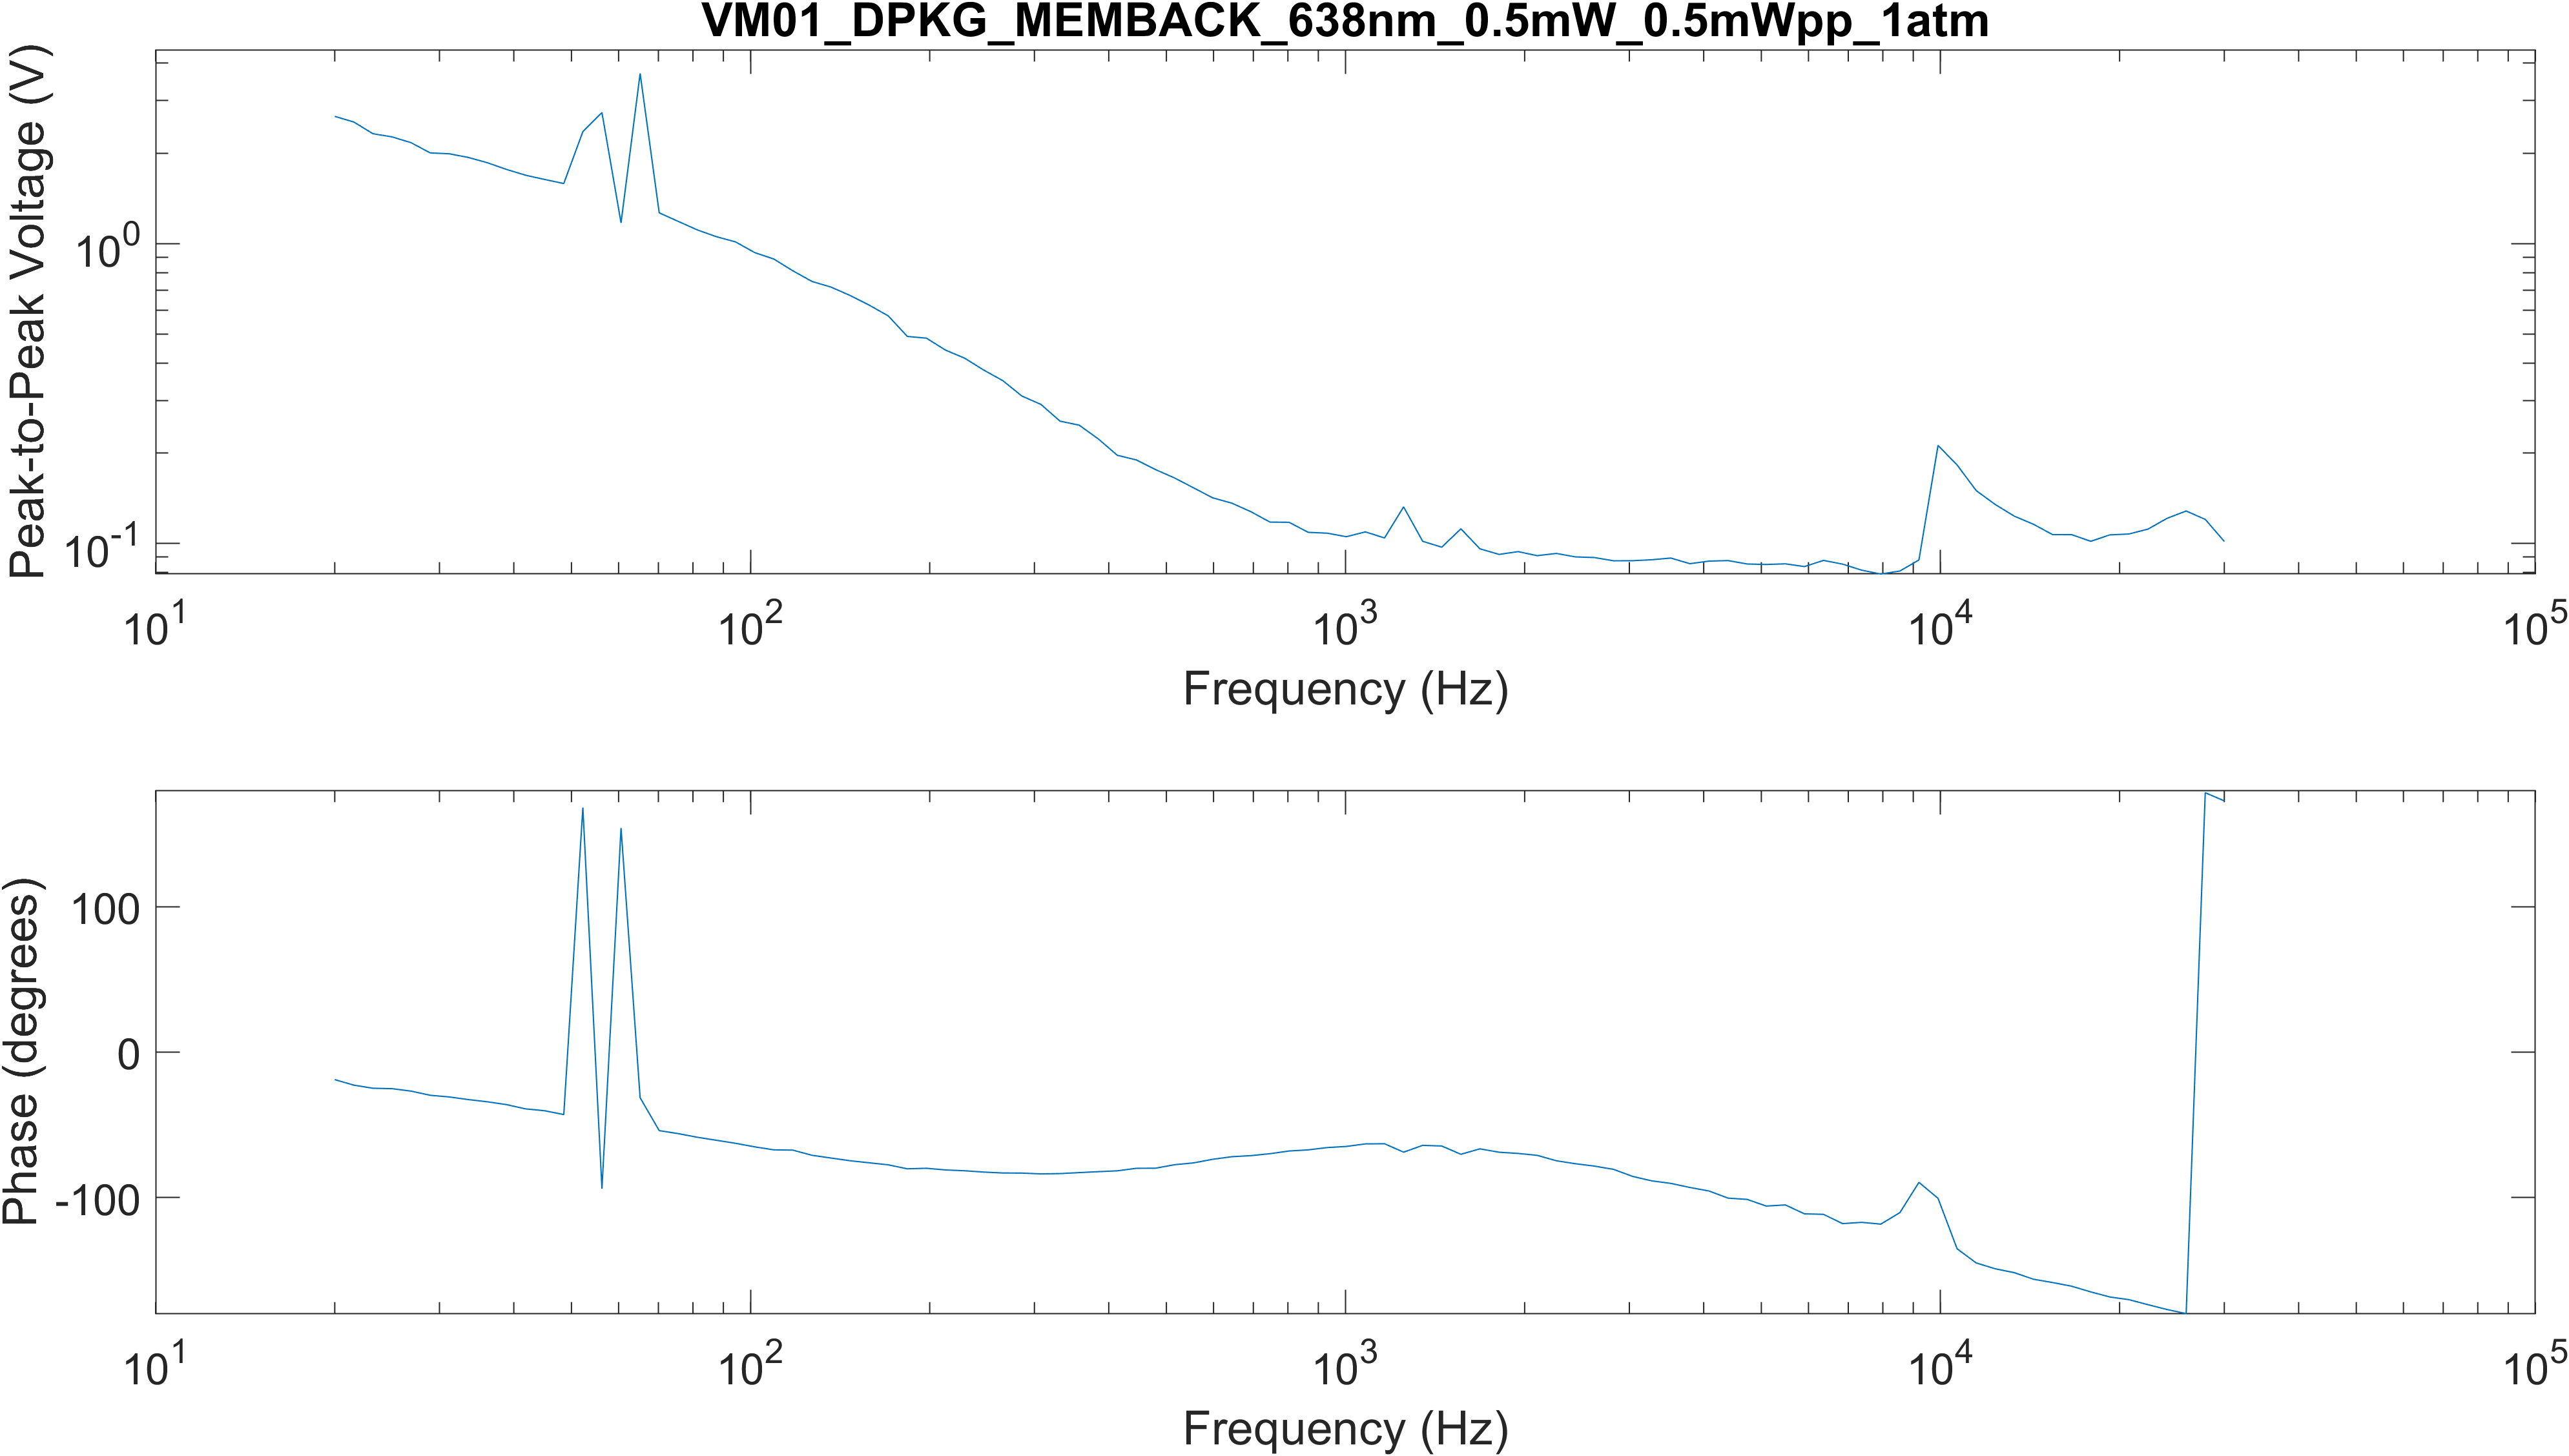 VM01_DPKG_MEMBACK_638nm_0.5mW_0.5mWpp_1atm
Peak-to-Peak Voltage (V)
10^0
10^-1
10^1 10^2 10^3 10^4 10^5
Frequency (Hz)
Phase (degrees)
100
0
-100
10^1 10^2 10^3 10^4 10^5
Frequency (Hz)